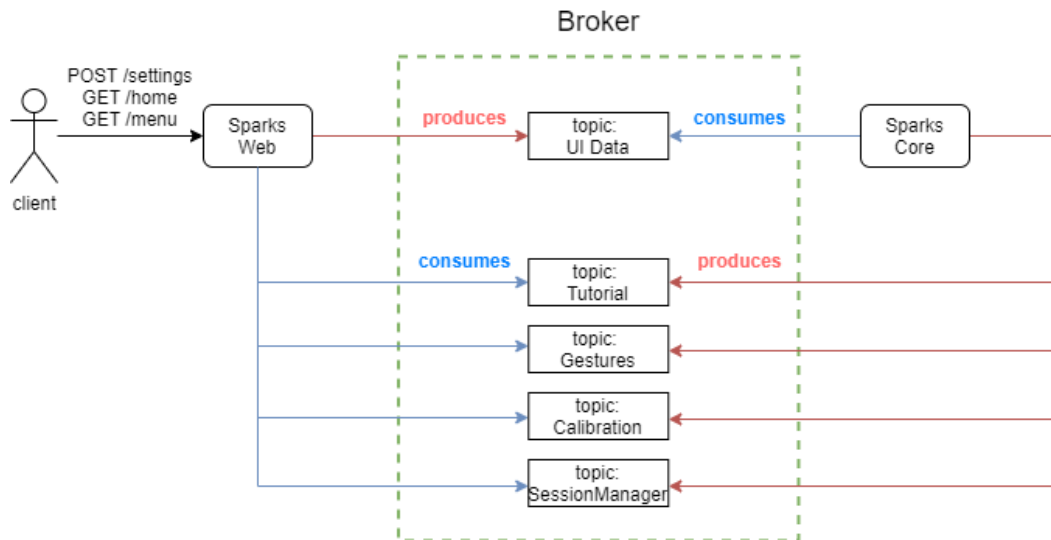 Broker
POST /settings
GET /home
GET /menu
client
Sparks
Web
produces
topic:
UI Data
consumes
Sparks
Core
consumes
topic:
Tutorial
produces
topic:
Gestures
topic:
Calibration
topic:
SessionManager